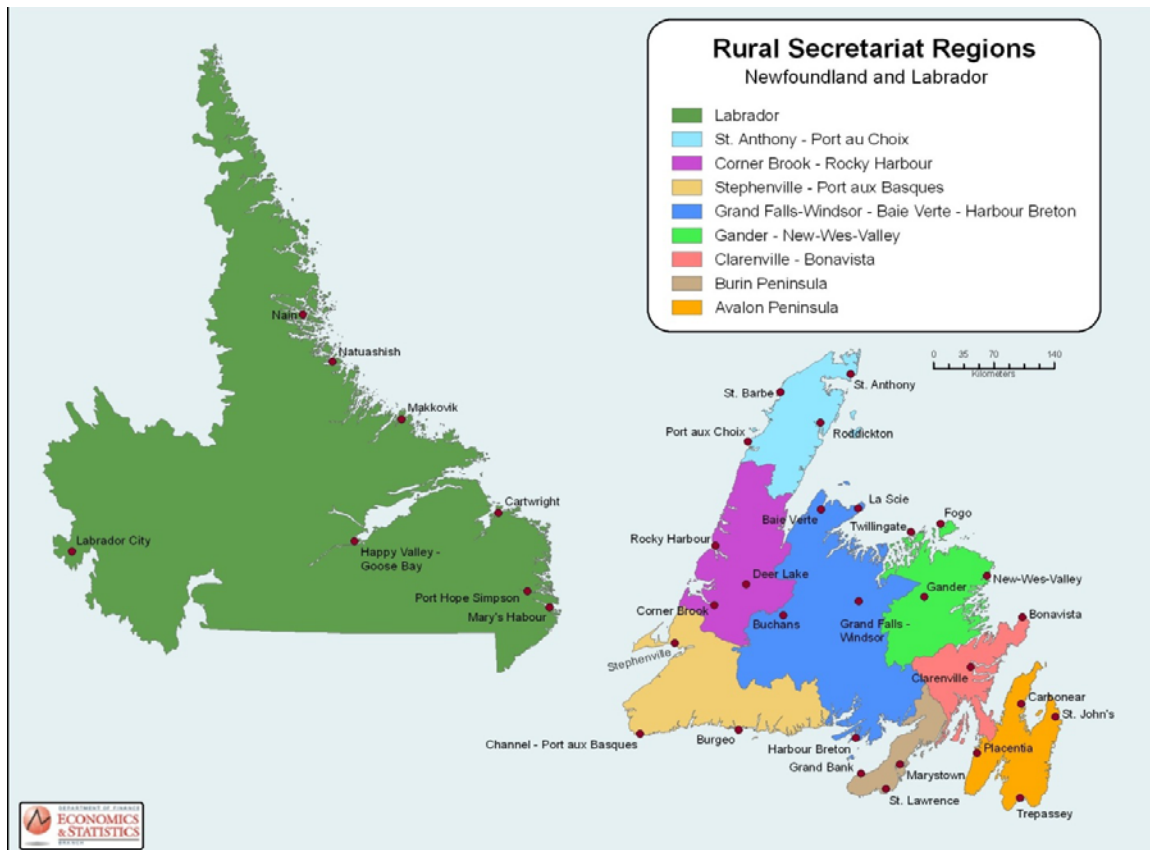 Rural Secretariat Regions
Newfoundland and Labrador
Labrador
St. Anthony - Port au Choix
Corner Brook - Rocky Harbour
Stephenville - Port aux Basques
Grand Falls-Windsor - Baie Verte - Harbour Breton
Gander - New-Wes-Valley
Clarenville - Bonavista
Burin Peninsula
Avalon Peninsula
Nain
Natuashish
Makkovik
Cartwright
Labrador City
Happy Valley -
Goose Bay
Port Hope Simpson
Mary's Habour
0 35 70 140
Kilometers
St. Anthony
St. Barbe
Roddickton
Port aux Choix
La Scie
Baie Verte
Fogo
Twillingate
Rocky Harbour
New-Wes-Valley
Deer Lake
Gander
Corner Brook
Buchans
Grand Falls -
Windsor
Bonavista
Stephenville
Clarenville
Carbonear
St. John's
Channel - Port aux Basques
Burgeo
Harbour Breton
Placentia
Grand Bank
Marystown
St. Lawrence
Trepassey
DEPARTMENT OF FINANCE
ECONOMICS
& STATISTICS
BRANCH